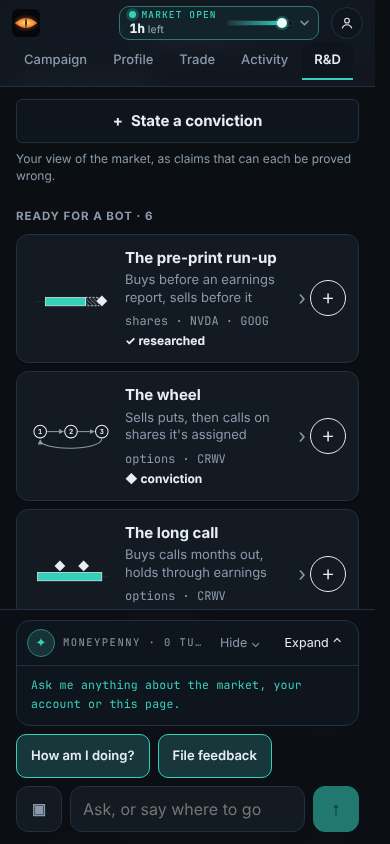 MARKET OPEN
1h left
Campaign Profile Trade Activity R&D
+ State a conviction
Your view of the market, as claims that can each be proved
wrong.
READY FOR A BOT · 6
The pre-print run-up
Buys before an earnings
report, sells before it
shares · NVDA · GOOG
✓ researched
The wheel
1 2 3
Sells puts, then calls on
shares it's assigned
options · CRWV
◆ conviction
The long call
Buys calls months out,
holds through earnings
options · CRWV
MONEYPENNY · 0 TU… Hide Expand
Ask me anything about the market, your
account or this page.
How am I doing? File feedback
Ask, or say where to go